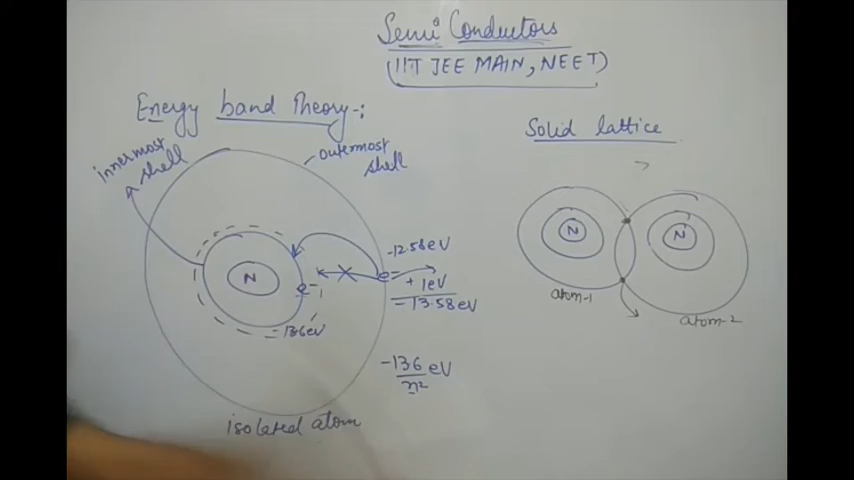 Semi Conductors
(IIT JEE MAIN, NEET)
Energy band Theory-:
innermost
shell
outermost
shell
N
e-
-13.6eV
-12.58eV
e-
+ 1eV
-13.58eV
-13.6 eV
n²
isolated atom
Solid lattice
N
N
atom-1
atom-2